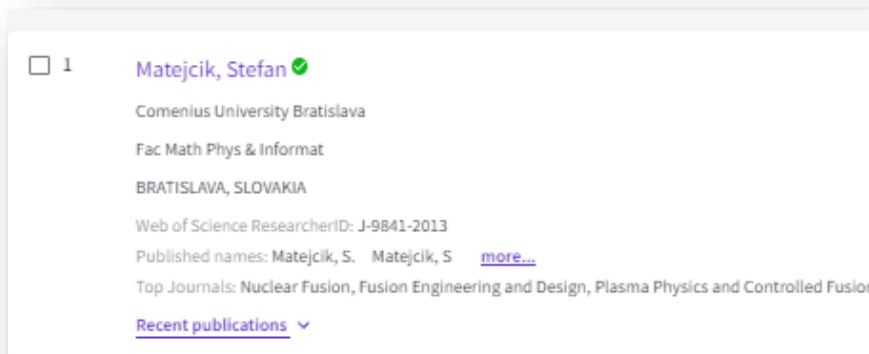 1 Matejcik, Stefan
Comenius University Bratislava
Fac Math Phys & Informat
BRATISLAVA, SLOVAKIA
Web of Science ResearcherID: J-9841-2013
Published names: Matejcik, S. Matejcik, S more...
Top Journals: Nuclear Fusion, Fusion Engineering and Design, Plasma Physics and Controlled Fusion
Recent publications